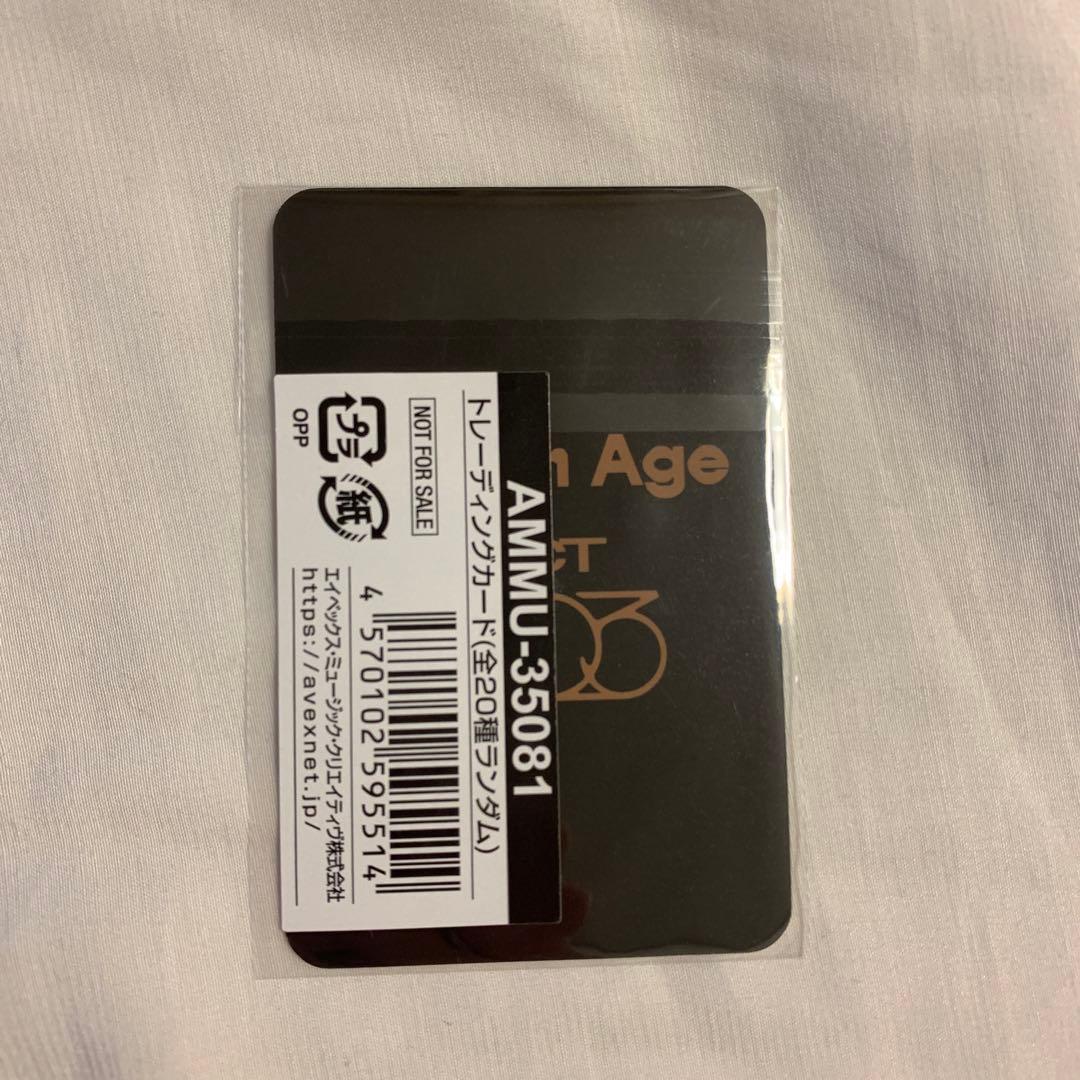 AMMU-35081
トレーディングカード(全20種ランダム)
NOT FOR SALE
プラ
OPP
紙
4 570102 595514
エイベックス・ミュージック・クリエイティヴ株式会社
https://avexnet.jp/
Age